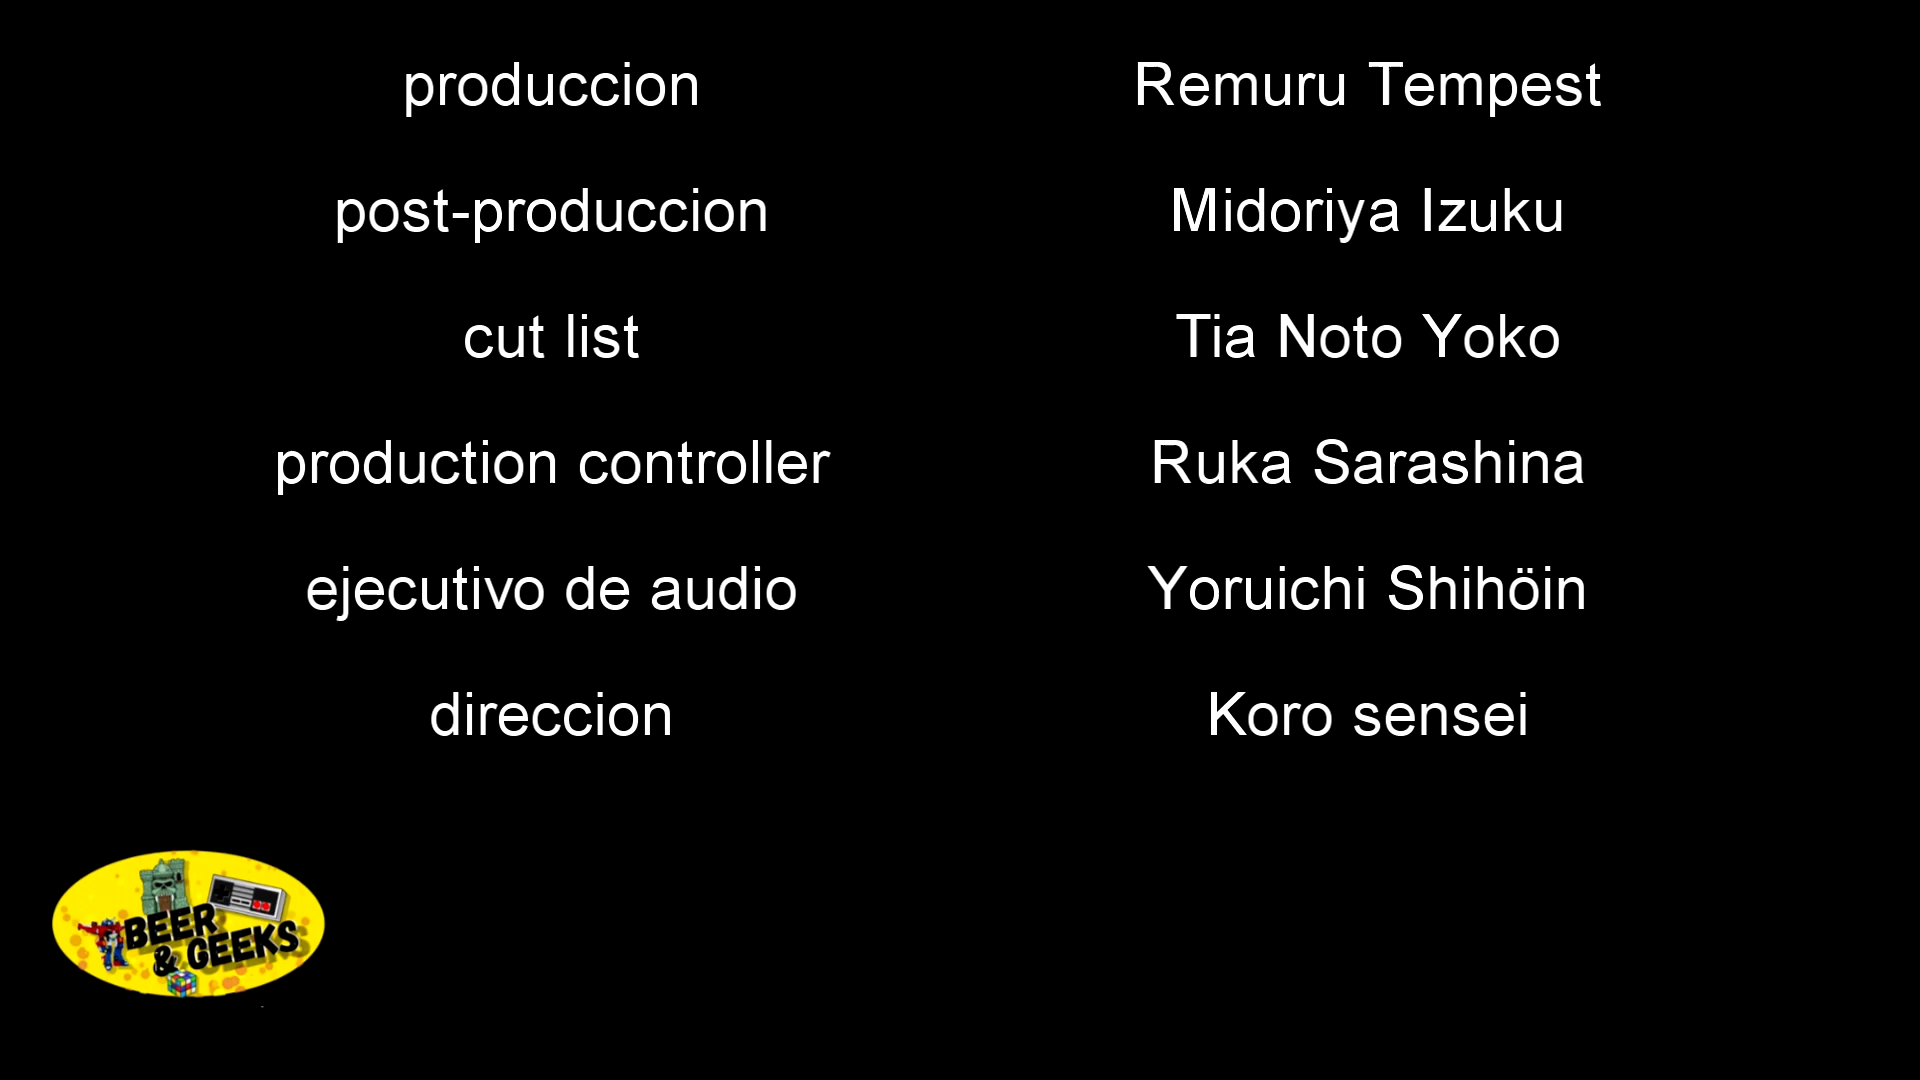 produccion Remuru Tempest
post-produccion Midoriya Izuku
cut list Tia Noto Yoko
production controller Ruka Sarashina
ejecutivo de audio Yoruichi Shihöin
direccion Koro sensei
BEER
& GEEKS